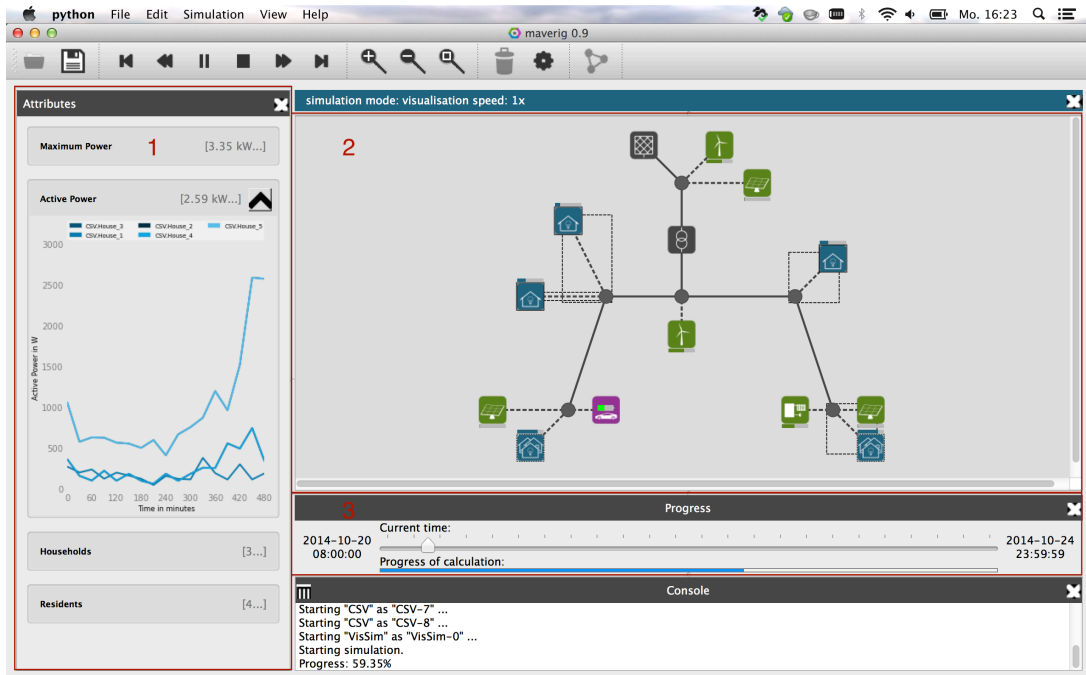 python File Edit Simulation View Help
Mo. 16:23
maverig 0.9
Attributes
Maximum Power
1
[3.35 kW...]
Active Power
[2.59 kW...]
CSV.House_3 CSV.House_2 CSV.House_5
CSV.House_1 CSV.House_4
3000
2500
2000
1500
1000
500
0
Active Power in W
0 60 120 180 240 300 360 420 480
Time in minutes
Households
[3...]
Residents
[4...]
simulation mode: visualisation speed: 1x
2
3
Progress
Current time:
2014-10-20
08:00:00
2014-10-24
23:59:59
Progress of calculation:
Console
Starting "CSV" as "CSV-7" ...
Starting "CSV" as "CSV-8" ...
Starting "VisSim" as "VisSim-0" ...
Starting simulation.
Progress: 59.35%